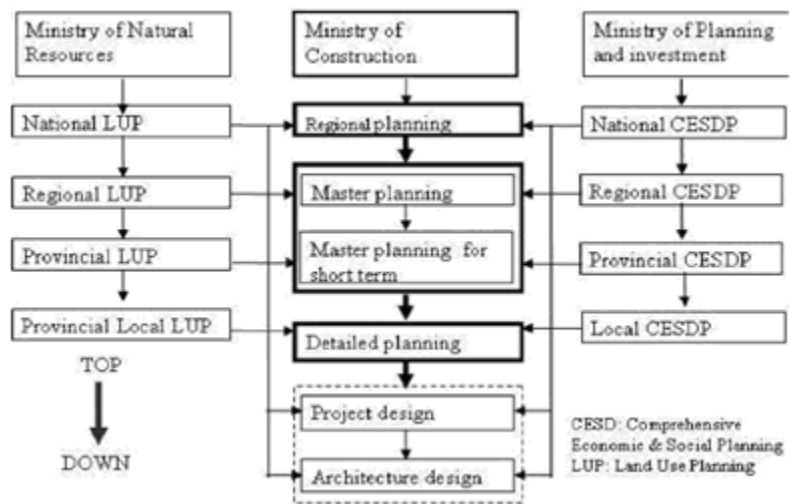 Ministry of Natural
Resources
National LUP
Regional LUP
Provincial LUP
Provincial Local LUP
TOP
DOWN
Ministry of
Construction
Regional planning
Master planning
Master planning for
short term
Detailed planning
Project design
Architecture design
Ministry of Planning
and investment
National CESDP
Regional CESDP
Provincial CESDP
Local CESDP
CESD: Comprehensive
Economic & Social Planning
LUP: Land Use Planning